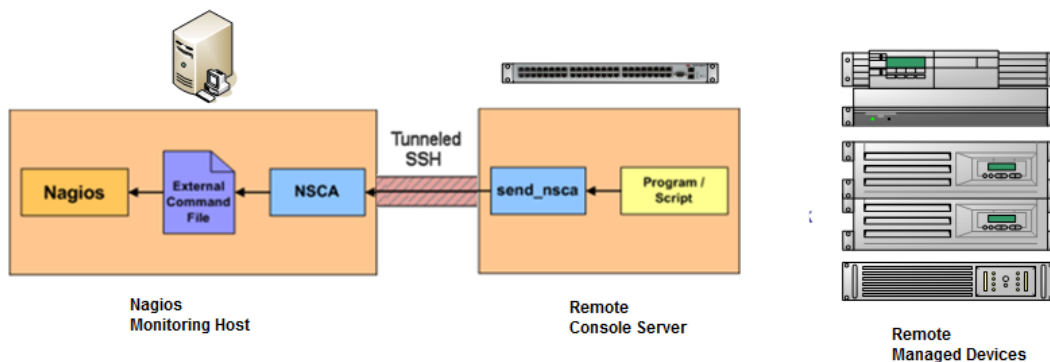 Tunneled
SSH
Nagios
External
Command
File
NSCA
send_nsca
Program /
Script
Nagios
Monitoring Host
Remote
Console Server
Remote
Managed Devices